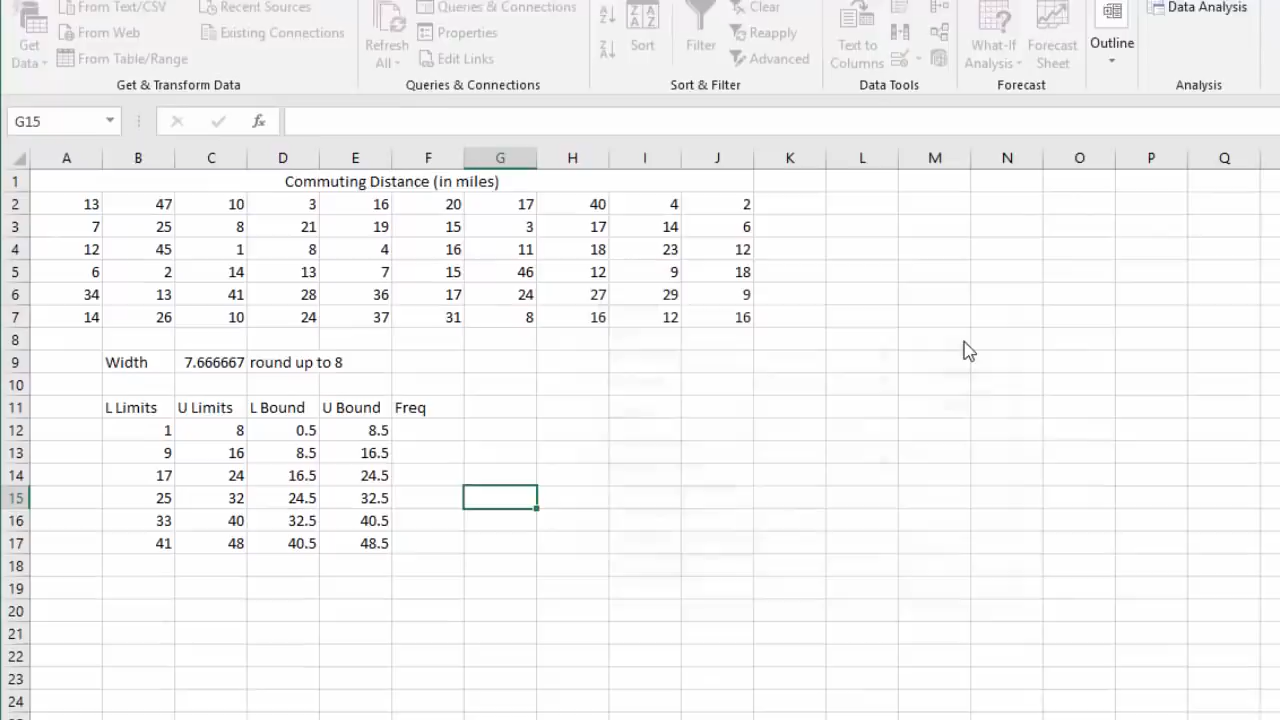 From Text/CSV Recent Sources Queries & Connections Clear
Get Data From Web Existing Connections Refresh All Properties Sort Filter Reapply Text to Columns What-If Analysis Forecast Sheet Outline Data Analysis
From Table/Range Edit Links Advanced
Get & Transform Data Queries & Connections Sort & Filter Data Tools Forecast Analysis
G15 fx
A B C D E F G H I J K L M N O P Q
1 Commuting Distance (in miles)
2 13 47 10 3 16 20 17 40 4 2
3 7 25 8 21 19 15 3 17 14 6
4 12 45 1 8 4 16 11 18 23 12
5 6 2 14 13 7 15 46 12 9 18
6 34 13 41 28 36 17 24 27 29 9
7 14 26 10 24 37 31 8 16 12 16
8
9 Width 7.666667 round up to 8
10
11 L Limits U Limits L Bound U Bound Freq
12 1 8 0.5 8.5
13 9 16 8.5 16.5
14 17 24 16.5 24.5
15 25 32 24.5 32.5
16 33 40 32.5 40.5
17 41 48 40.5 48.5
18
19
20
21
22
23
24